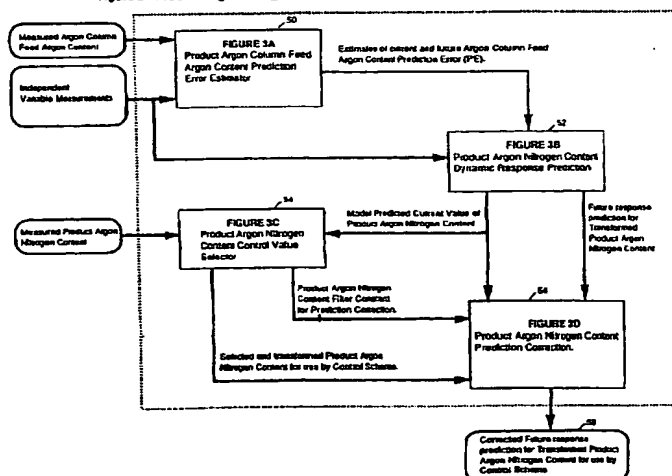 50
Measured Argon Column
Feed Argon Content
FIGURE 3A
Product Argon Column Feed
Argon Content Prediction
Error Estimator
Estimates of current and future Argon Column Feed
Argon Content Prediction Error (PE).
Independent
Variable Measurements
52
FIGURE 3B
Product Argon Nitrogen Content
Dynamic Response Prediction
54
FIGURE 3C
Product Argon Nitrogen
Content Control Value
Selector
Measured Product Argon
Nitrogen Content
Model Predicted Current Value of
Product Argon Nitrogen Content
Future response
prediction for
Transformed
Product Argon
Nitrogen Content
Product Argon Nitrogen
Content Filter Constant
for Prediction Correction.
FIGURE 3D
Product Argon Nitrogen Content
Prediction Correction.
Selected and transformed Product Argon
Nitrogen Content for use by Control Scheme.
Corrected Future response
prediction for Transformed Product
Argon Nitrogen Content for use by
Control Scheme